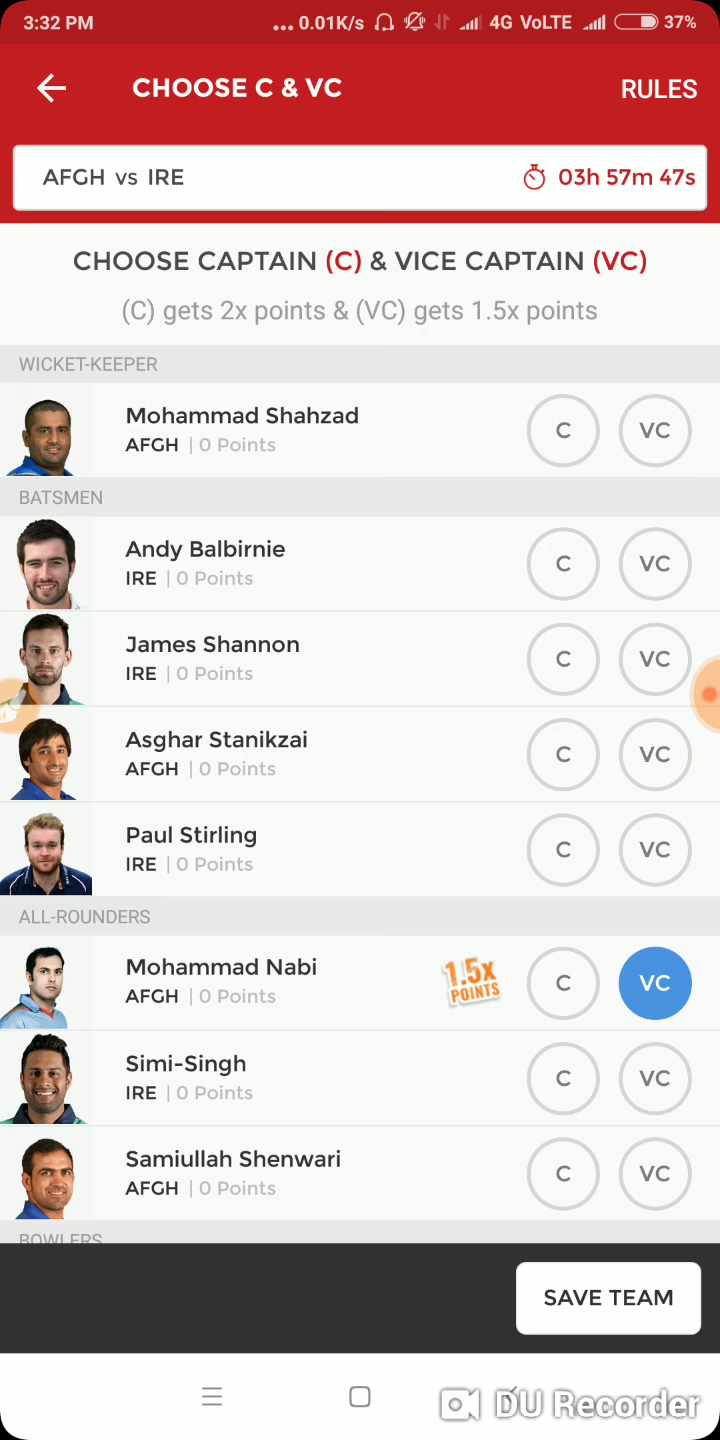 3:32 PM ... 0.01K/s 4G VoLTE 37%
CHOOSE C & VC RULES
AFGH vs IRE 03h 57m 47s
CHOOSE CAPTAIN (C) & VICE CAPTAIN (VC)
(C) gets 2x points & (VC) gets 1.5x points
WICKET-KEEPER
Mohammad Shahzad
AFGH | 0 Points C VC
BATSMEN
Andy Balbirnie
IRE | 0 Points C VC
James Shannon
IRE | 0 Points C VC
Asghar Stanikzai
AFGH | 0 Points C VC
Paul Stirling
IRE | 0 Points C VC
ALL-ROUNDERS
Mohammad Nabi
AFGH | 0 Points 1.5x POINTS C VC
Simi-Singh
IRE | 0 Points C VC
Samiullah Shenwari
AFGH | 0 Points C VC
BOWLERS
SAVE TEAM
DU Recorder